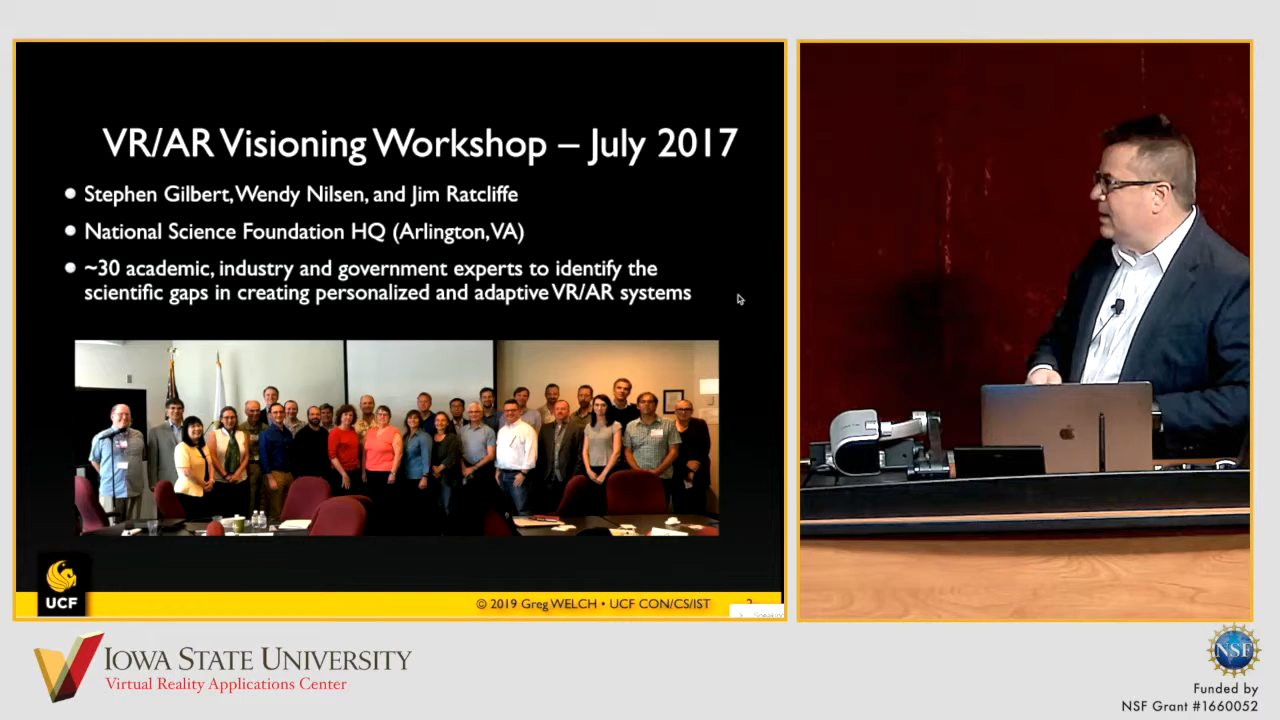 VR/AR Visioning Workshop – July 2017
• Stephen Gilbert, Wendy Nilsen, and Jim Ratcliffe
• National Science Foundation HQ (Arlington, VA)
• ~30 academic, industry and government experts to identify the
scientific gaps in creating personalized and adaptive VR/AR systems
UCF
© 2019 Greg WELCH • UCF CON/CS/IST
IOWA STATE UNIVERSITY
Virtual Reality Applications Center
NSF
Funded by
NSF Grant #1660052